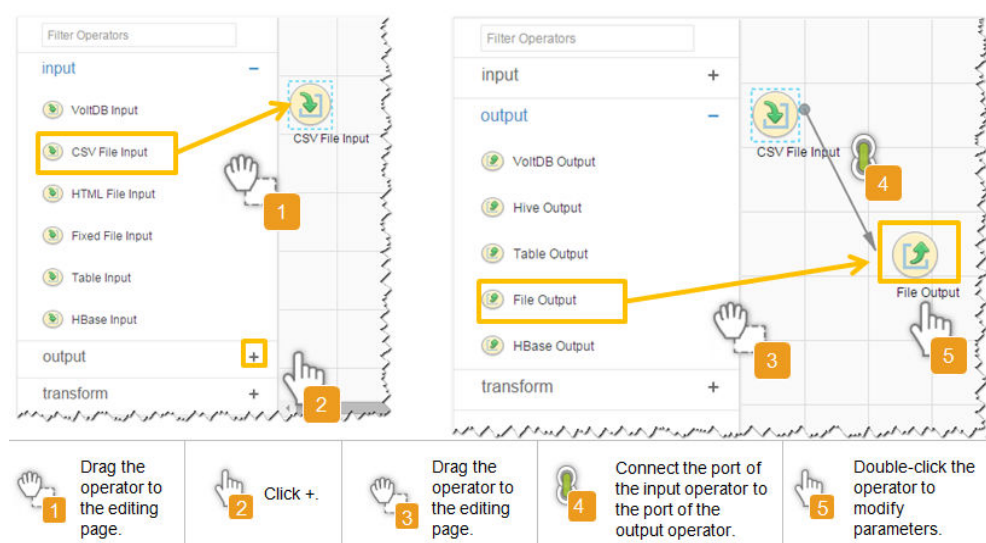 Filter Operators
input
−
VoltDB Input
CSV File Input
HTML File Input
Fixed File Input
Table Input
HBase Input
output
+
transform
+
CSV File Input
1
2
Filter Operators
input
+
output
−
VoltDB Output
Hive Output
Table Output
File Output
HBase Output
transform
+
CSV File Input
4
File Output
3
5
1
Drag the
operator to
the editing
page.
2
Click +.
3
Drag the
operator to
the editing
page.
4
Connect the port of
the input operator to
the port of the
output operator.
5
Double-click the
operator to
modify
parameters.